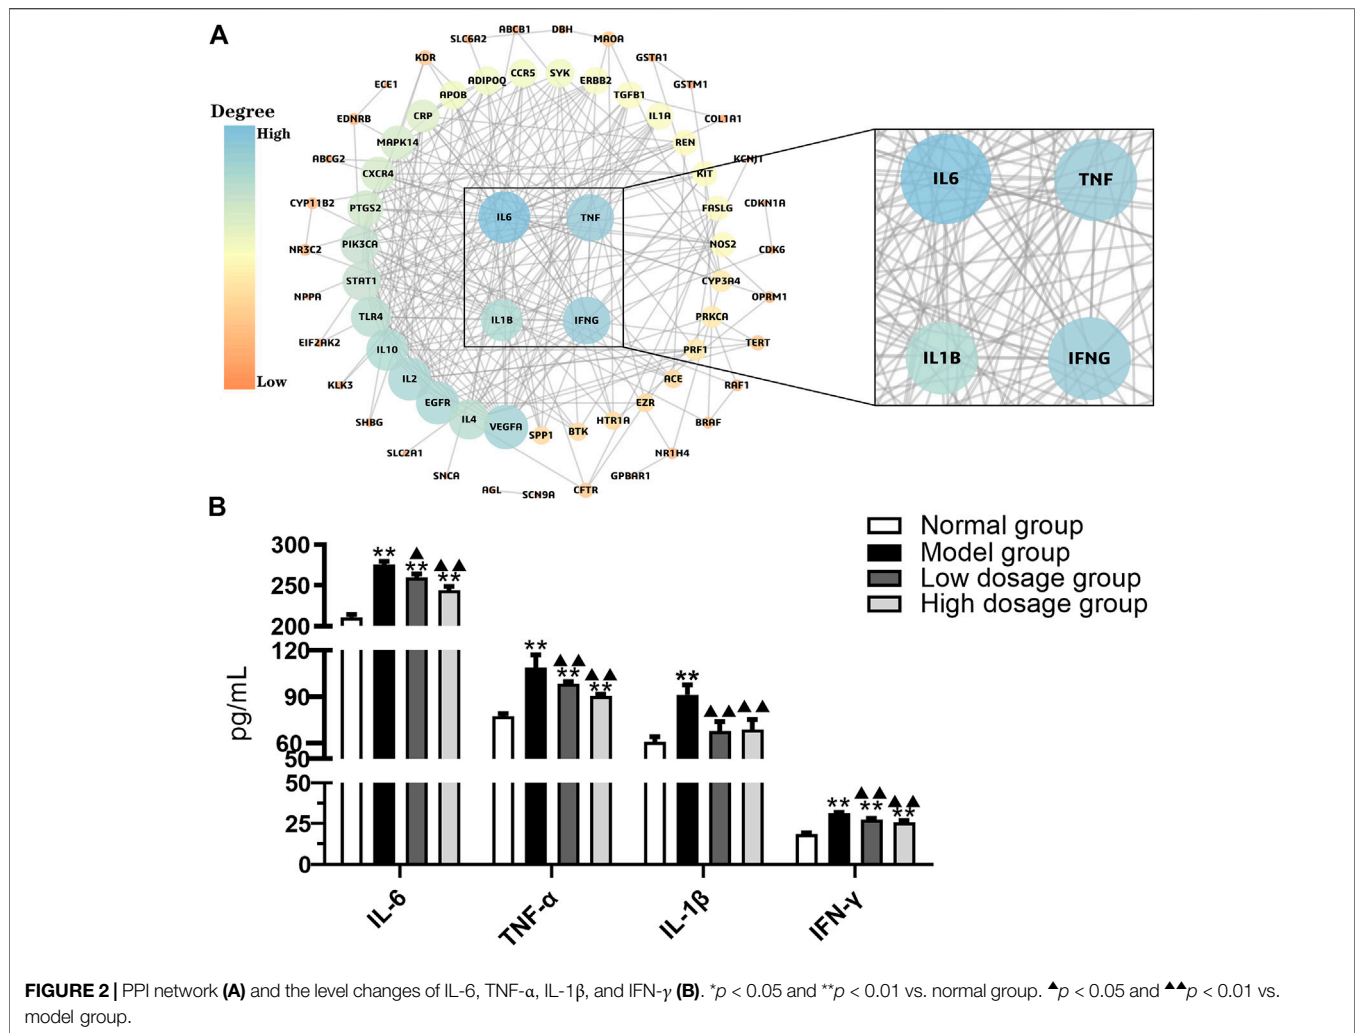 A
Degree
High
Low
ABCB1
DBH
SLC6A2
MAOA
KDR
GSTA1
ECE1
GSTM1
EDNRB
COL1A1
ABCG2
KCNJ1
CYP11B2
CDKN1A
NR3C2
CDK6
NPPA
OPRM1
EIF2AK2
TERT
KLK3
RAF1
SHBG
BRAF
SLC2A1
NR1H4
SNCA
GPBAR1
AGL
SCN9A
CFTR
CCR5
SYK
ADIPOQ
ERBB2
APOB
TGFB1
CRP
IL1A
MAPK14
REN
CXCR4
KIT
PTGS2
FASLG
PIK3CA
NOS2
STAT1
CYP3A4
TLR4
PRKCA
IL10
PRF1
IL2
ACE
EGFR
EZR
IL4
HTR1A
VEGFA
SPP1
BTK
IL6
TNF
IL1B
IFNG
IL6
TNF
IL1B
IFNG
B
Normal group
Model group
Low dosage group
High dosage group
pg/mL
300
250
200
120
90
60
50
50
25
0
** ▲ ** ▲▲ **
** ▲▲ ** ▲▲ **
** ▲▲ ▲▲
** ▲▲ ** ▲▲ **
IL-6
TNF-α
IL-1β
IFN-γ
FIGURE 2 | PPI network (A) and the level changes of IL-6, TNF-α, IL-1β, and IFN-γ (B). *p < 0.05 and **p < 0.01 vs. normal group. ▲p < 0.05 and ▲▲p < 0.01 vs.
model group.